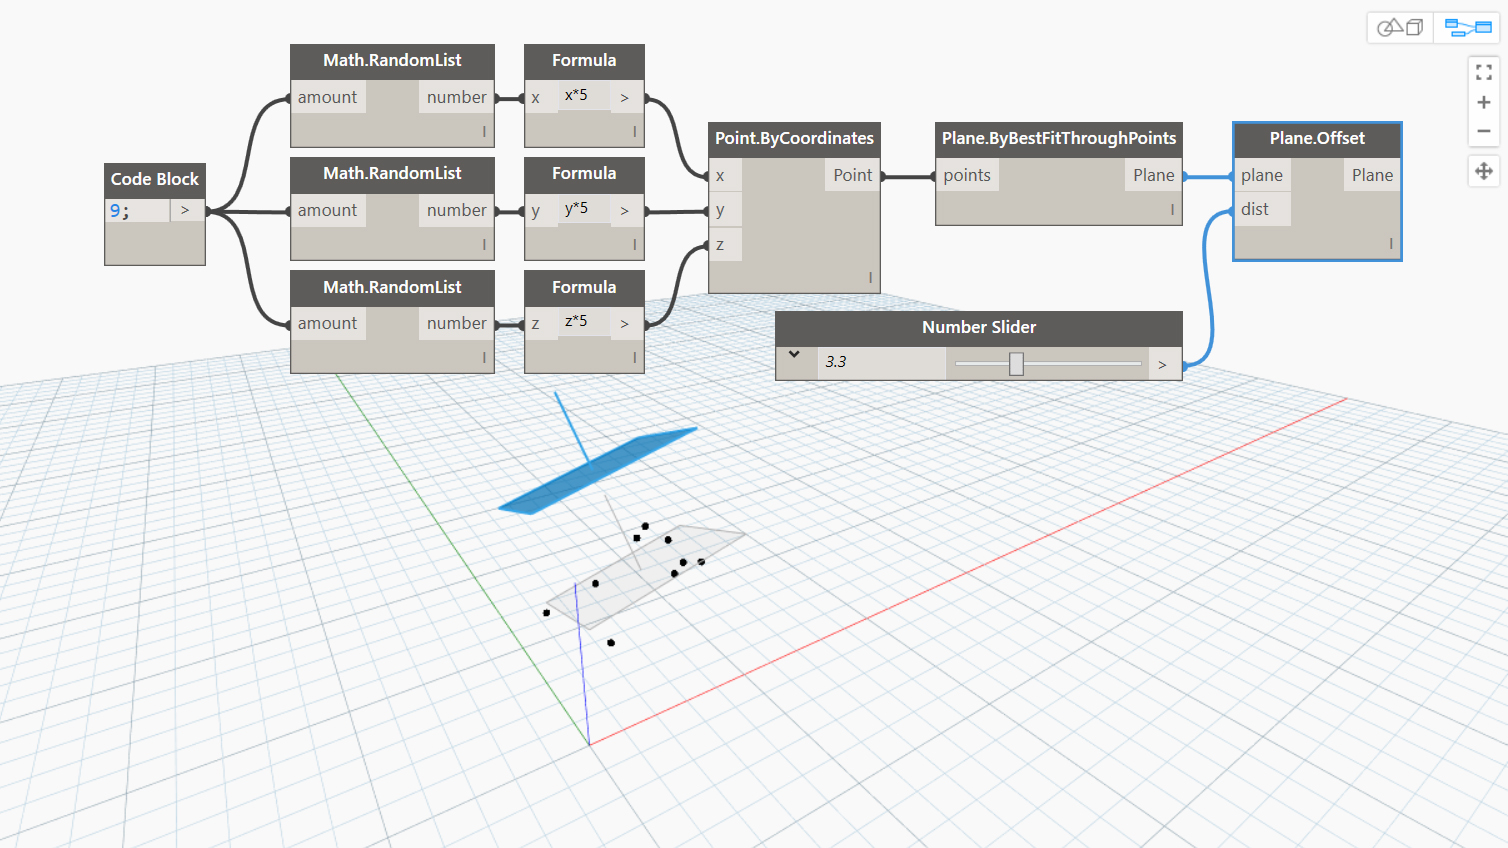 Code Block
9;
>
Math.RandomList
amount
number
l
Math.RandomList
amount
number
l
Math.RandomList
amount
number
l
Formula
x
x*5
>
l
Formula
y
y*5
>
l
Formula
z
z*5
>
l
Point.ByCoordinates
x
Point
y
z
l
Plane.ByBestFitThroughPoints
points
Plane
l
Number Slider
3.3
>
Plane.Offset
plane
Plane
dist
l